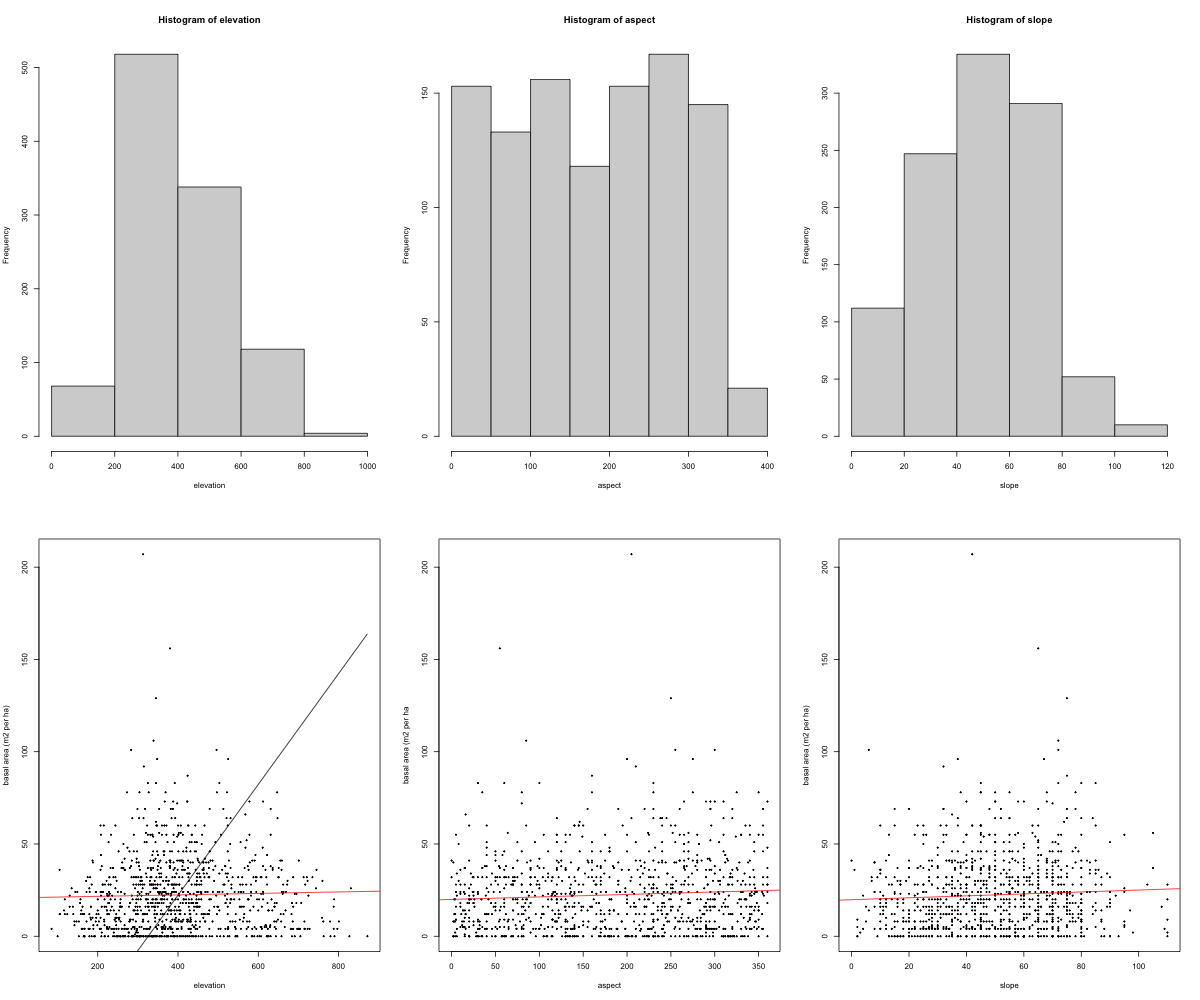 Histogram of elevation
Frequency
0 100 200 300 400 500
0 200 400 600 800 1000
elevation
Histogram of aspect
Frequency
0 50 100 150
0 100 200 300 400
aspect
Histogram of slope
Frequency
0 50 100 150 200 250 300
0 20 40 60 80 100 120
slope
basal area (m2 per ha)
0 50 100 150 200
200 400 600 800
elevation
basal area (m2 per ha
0 50 100 150 200
0 50 100 150 200 250 300 350
aspect
basal area (m2 per ha)
0 50 100 150 200
0 20 40 60 80 100
slope